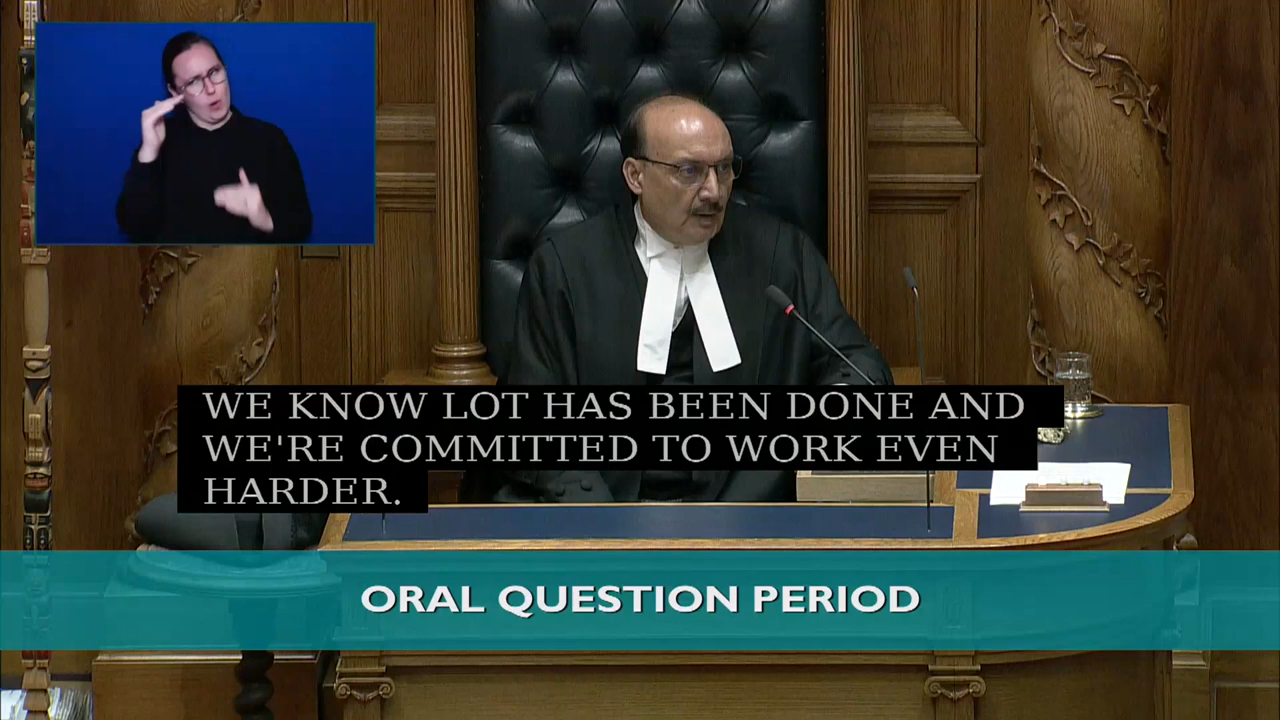 WE KNOW LOT HAS BEEN DONE AND
WE'RE COMMITTED TO WORK EVEN
HARDER.
ORAL QUESTION PERIOD